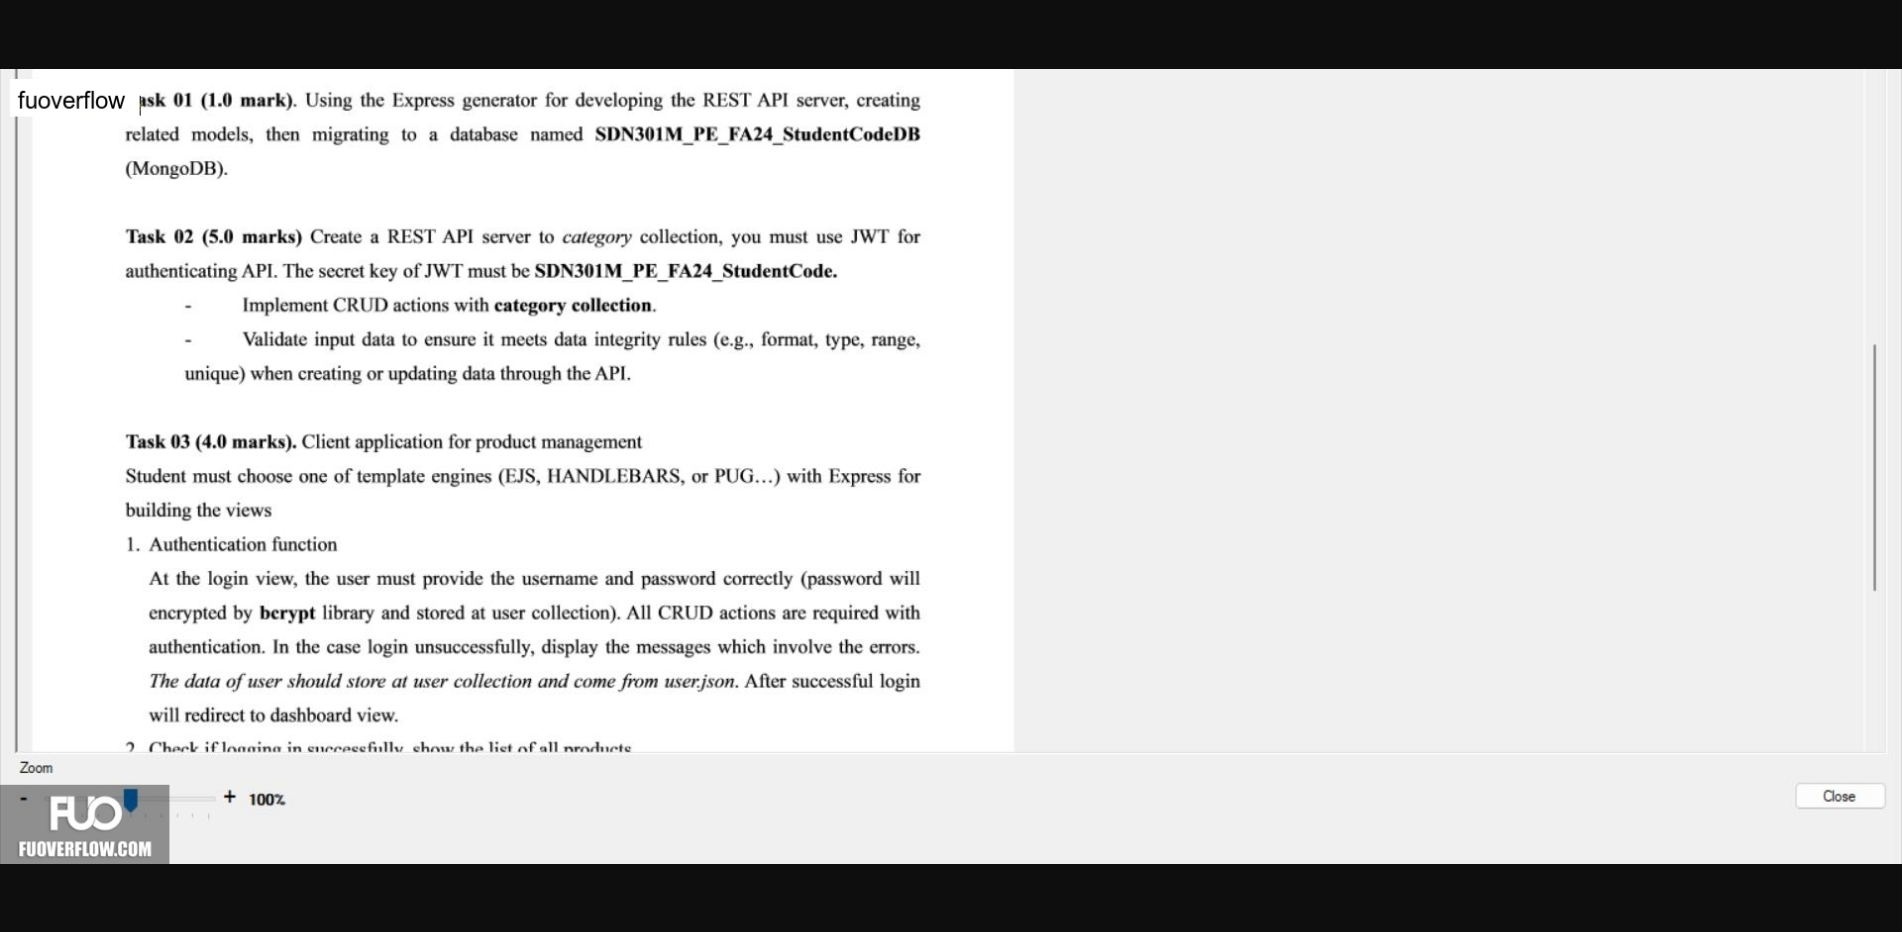 fuoverflow ask 01 (1.0 mark). Using the Express generator for developing the REST API server, creating
related models, then migrating to a database named SDN301M_PE_FA24_StudentCodeDB
(MongoDB).
Task 02 (5.0 marks) Create a REST API server to category collection, you must use JWT for
authenticating API. The secret key of JWT must be SDN301M_PE_FA24_StudentCode.
- Implement CRUD actions with category collection.
- Validate input data to ensure it meets data integrity rules (e.g., format, type, range,
unique) when creating or updating data through the API.
Task 03 (4.0 marks). Client application for product management
Student must choose one of template engines (EJS, HANDLEBARS, or PUG…) with Express for
building the views
1. Authentication function
At the login view, the user must provide the username and password correctly (password will
encrypted by bcrypt library and stored at user collection). All CRUD actions are required with
authentication. In the case login unsuccessfully, display the messages which involve the errors.
The data of user should store at user collection and come from user.json. After successful login
will redirect to dashboard view.
2. Check if logging in successfully, show the list of all products
Zoom
- + 100%
Close
FUO
FUOVERFLOW.COM